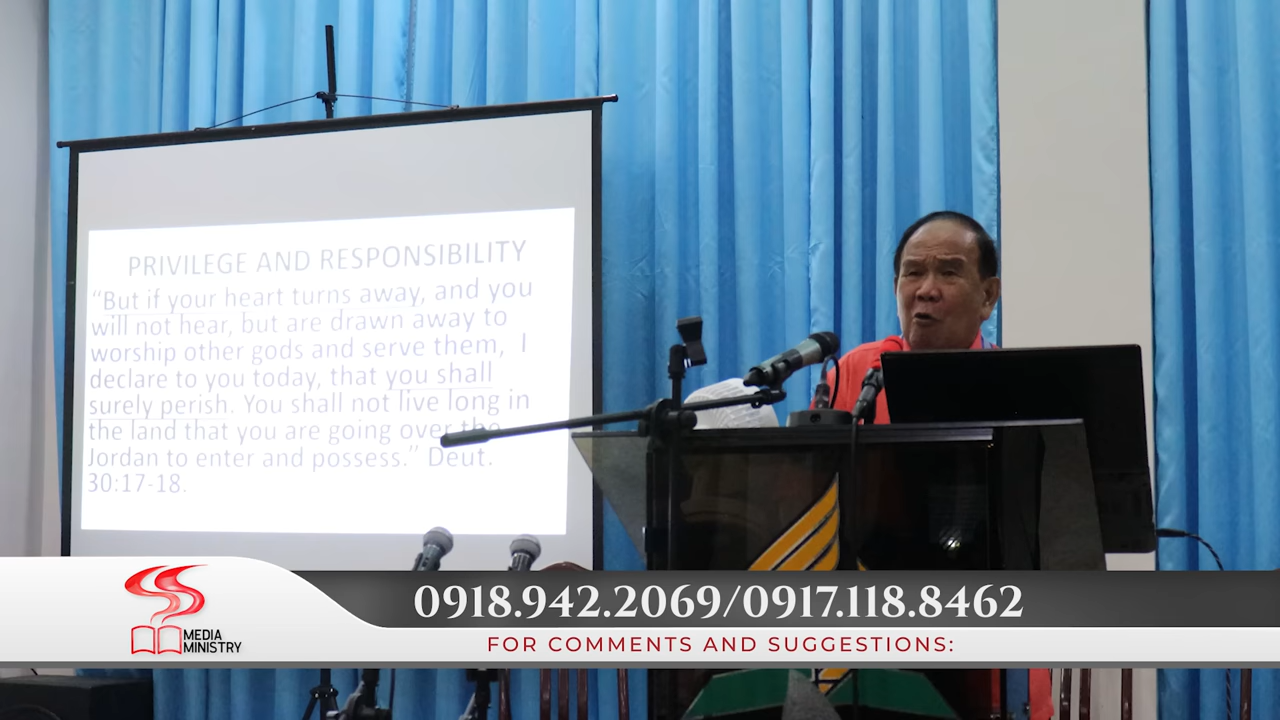 PRIVILEGE AND RESPONSIBILITY
“But if your heart turns away, and you
will not hear, but are drawn away to
worship other gods and serve them, I
declare to you today, that you shall
surely perish. You shall not live long in
the land that you are going over the
Jordan to enter and possess.” Deut.
30:17-18.
0918.942.2069/0917.118.8462
FOR COMMENTS AND SUGGESTIONS:
MEDIA
MINISTRY